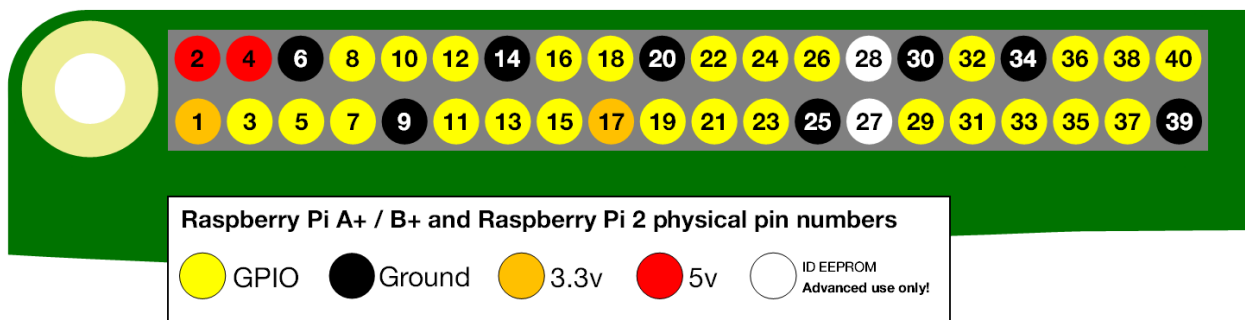 2 4 6 8 10 12 14 16 18 20 22 24 26 28 30 32 34 36 38 40
1 3 5 7 9 11 13 15 17 19 21 23 25 27 29 31 33 35 37 39
Raspberry Pi A+ / B+ and Raspberry Pi 2 physical pin numbers
GPIO Ground 3.3v 5v ID EEPROM
Advanced use only!